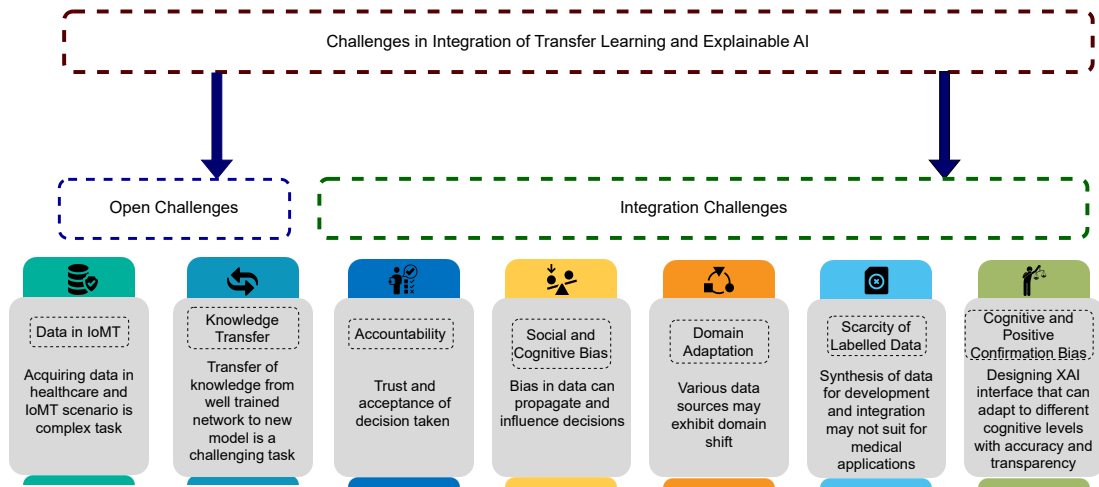 Challenges in Integration of Transfer Learning and Explainable AI
Open Challenges
Integration Challenges
Data in IoMT
Acquiring data in
healthcare and
IoMT scenario is
complex task
Knowledge
Transfer
Transfer of
knowledge from
well trained
network to new
model is a
challenging task
Accountability
Trust and
acceptance of
decision taken
Social and
Cognitive Bias
Bias in data can
propagate and
influence decisions
Domain
Adaptation
Various data
sources may
exhibit domain
shift
Scarcity of
Labelled Data
Synthesis of data
for development
and integration
may not suit for
medical
applications
Cognitive and
Positive
Confirmation Bias
Designing XAI
interface that can
adapt to different
cognitive levels
with accuracy and
transparency